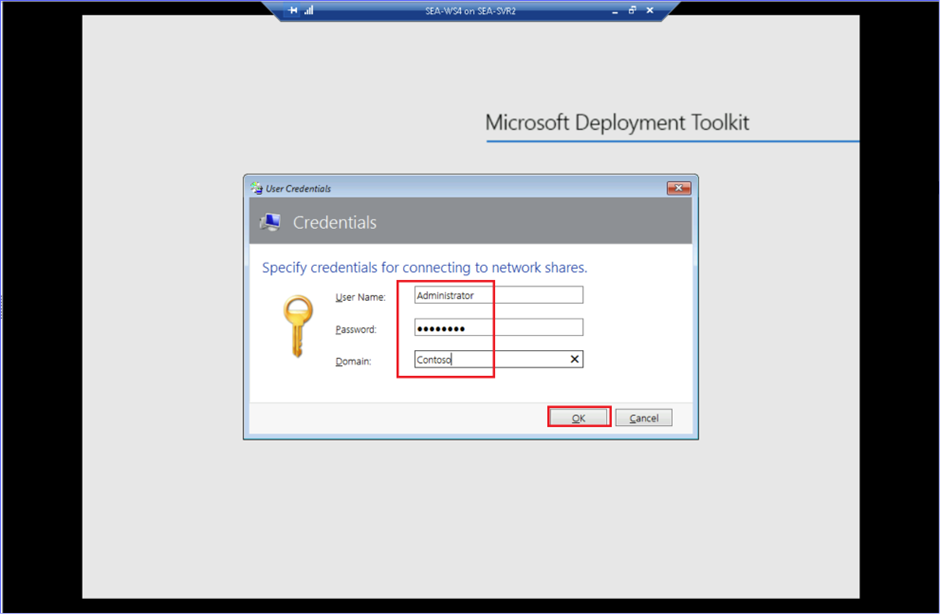 SEA-WS4 on SEA-SVR2
Microsoft Deployment Toolkit
User Credentials
Credentials
Specify credentials for connecting to network shares.
User Name: Administrator
Password: ●●●●●●●●
Domain: Contoso
OK Cancel